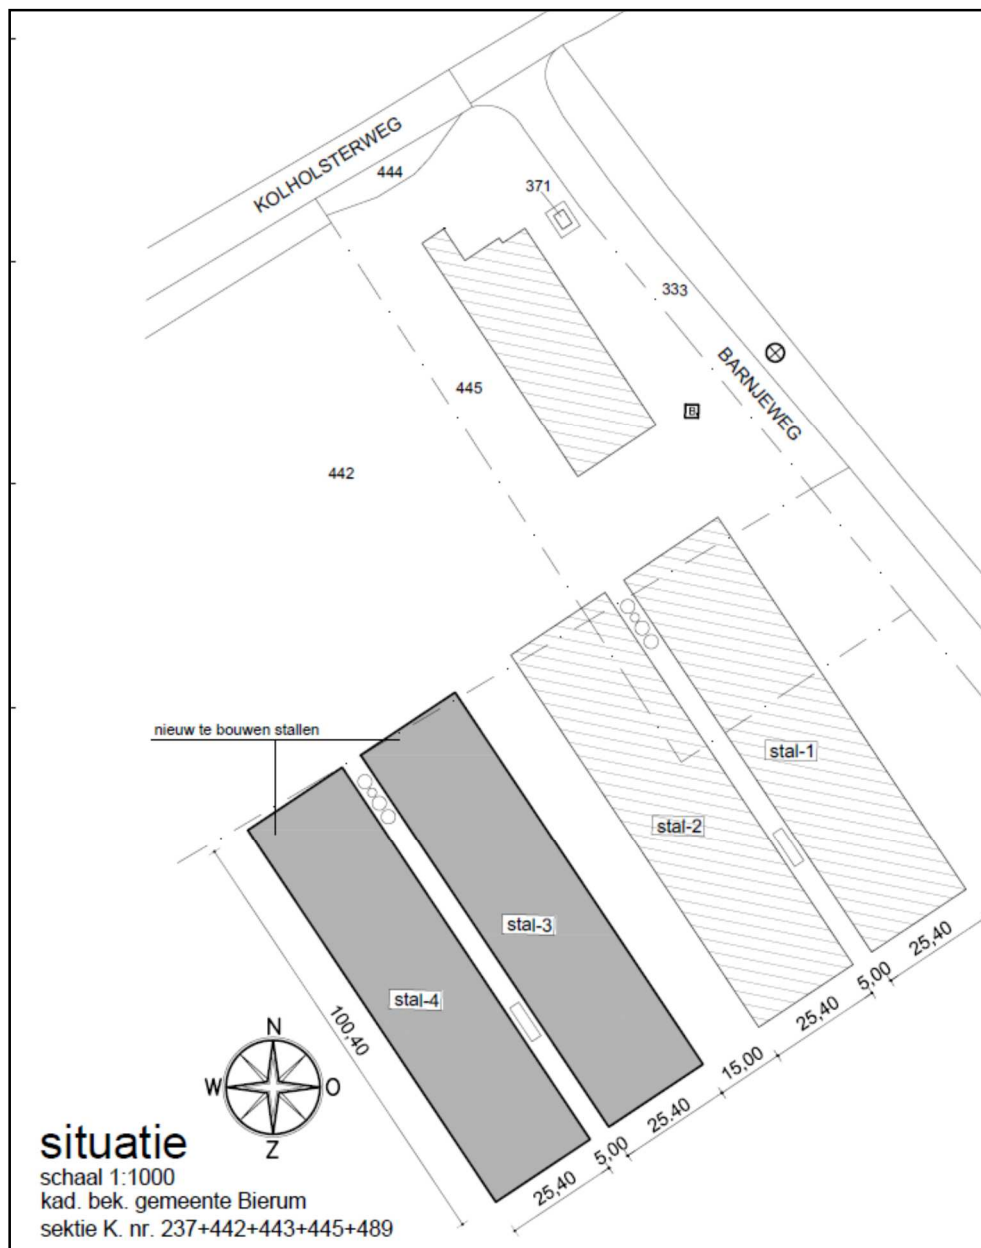 KOLHOLSTERWEG
444
371
333
BARNJEWEG
B
445
442
nieuw te bouwen stallen
stal-1
stal-2
stal-3
stal-4
100,40
25,40
5,00
25.40
15,00
25,40
5,00
25,40
N
W O
Z
situatie
schaal 1:1000
kad. bek. gemeente Bierum
sektie K. nr. 237+442+443+445+489